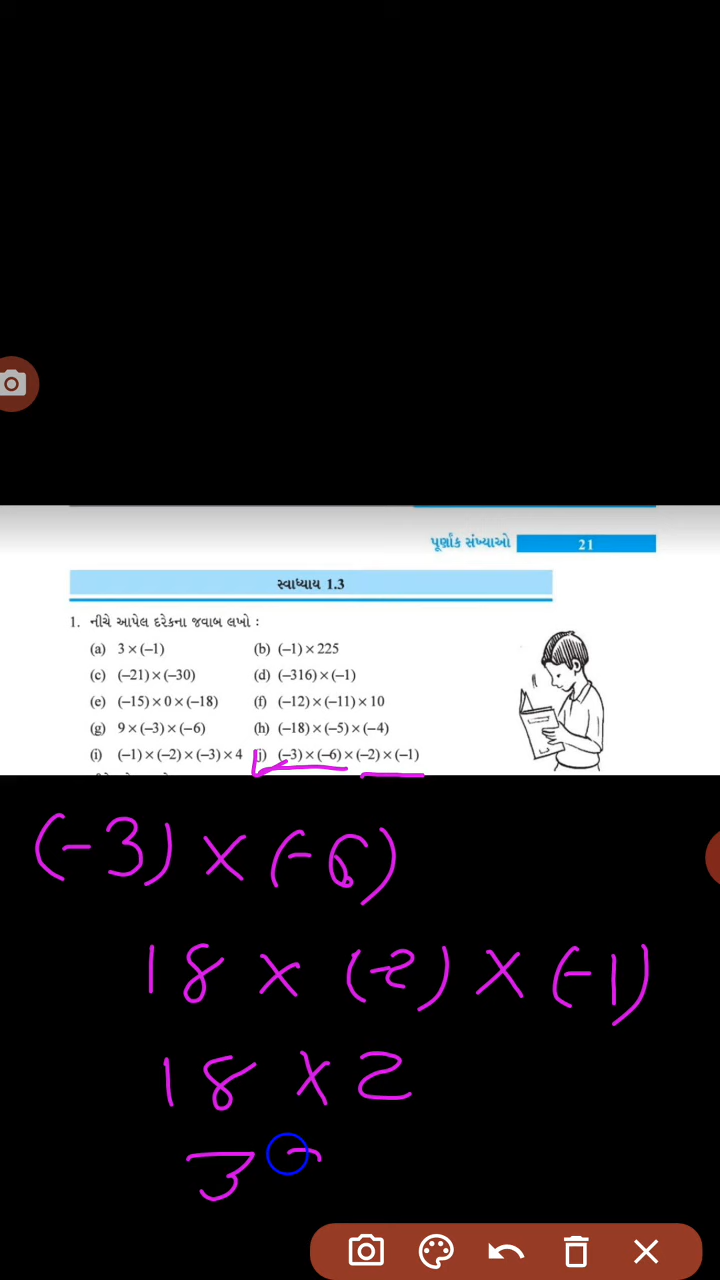 પૂર્ણાંક સંખ્યાઓ 21
સ્વાધ્યાય 1.3
1. નીચે આપેલ દરેકના જવાબ લખો :
(a) 3 × (–1) (b) (–1) × 225
(c) (–21) × (–30) (d) (–316) × (–1)
(e) (–15) × 0 × (–18) (f) (–12) × (–11) × 10
(g) 9 × (–3) × (–6) (h) (–18) × (–5) × (–4)
(i) (–1) × (–2) × (–3) × 4 (j) (–3) × (–6) × (–2) × (–1)
(-3) × (-6)
18 × (-2) × (-1)
18 × 2
3